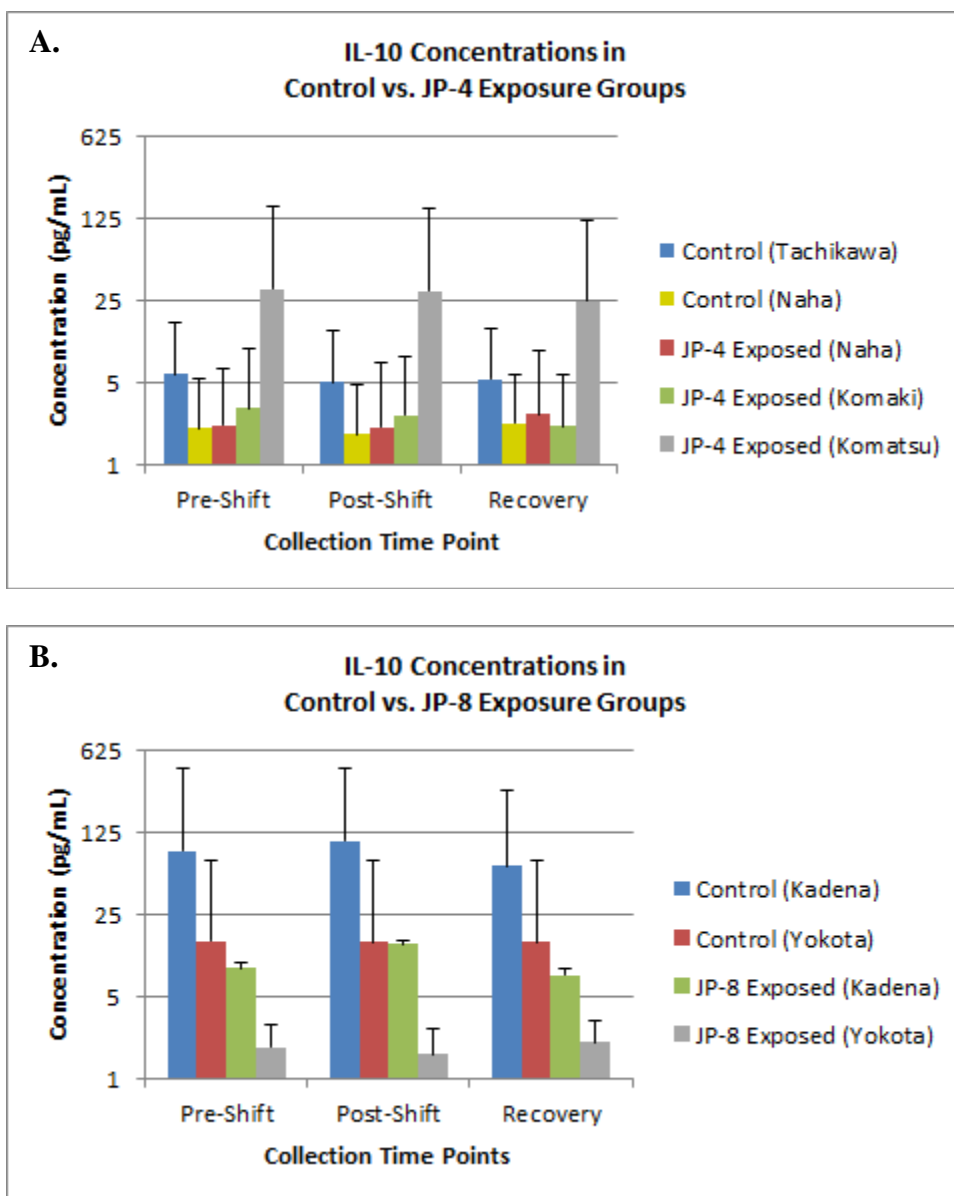 A.
IL-10 Concentrations in
Control vs. JP-4 Exposure Groups
Concentration (pg/mL)
625
125
25
5
1
Pre-Shift Post-Shift Recovery
Collection Time Point
Control (Tachikawa)
Control (Naha)
JP-4 Exposed (Naha)
JP-4 Exposed (Komaki)
JP-4 Exposed (Komatsu)
B.
IL-10 Concentrations in
Control vs. JP-8 Exposure Groups
Concentration (pg/mL)
625
125
25
5
1
Pre-Shift Post-Shift Recovery
Collection Time Points
Control (Kadena)
Control (Yokota)
JP-8 Exposed (Kadena)
JP-8 Exposed (Yokota)